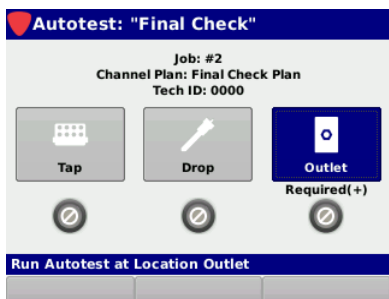 Autotest: "Final Check"
Job: #2
Channel Plan: Final Check Plan
Tech ID: 0000
Tap
Drop
Outlet
Required(+)
Run Autotest at Location Outlet